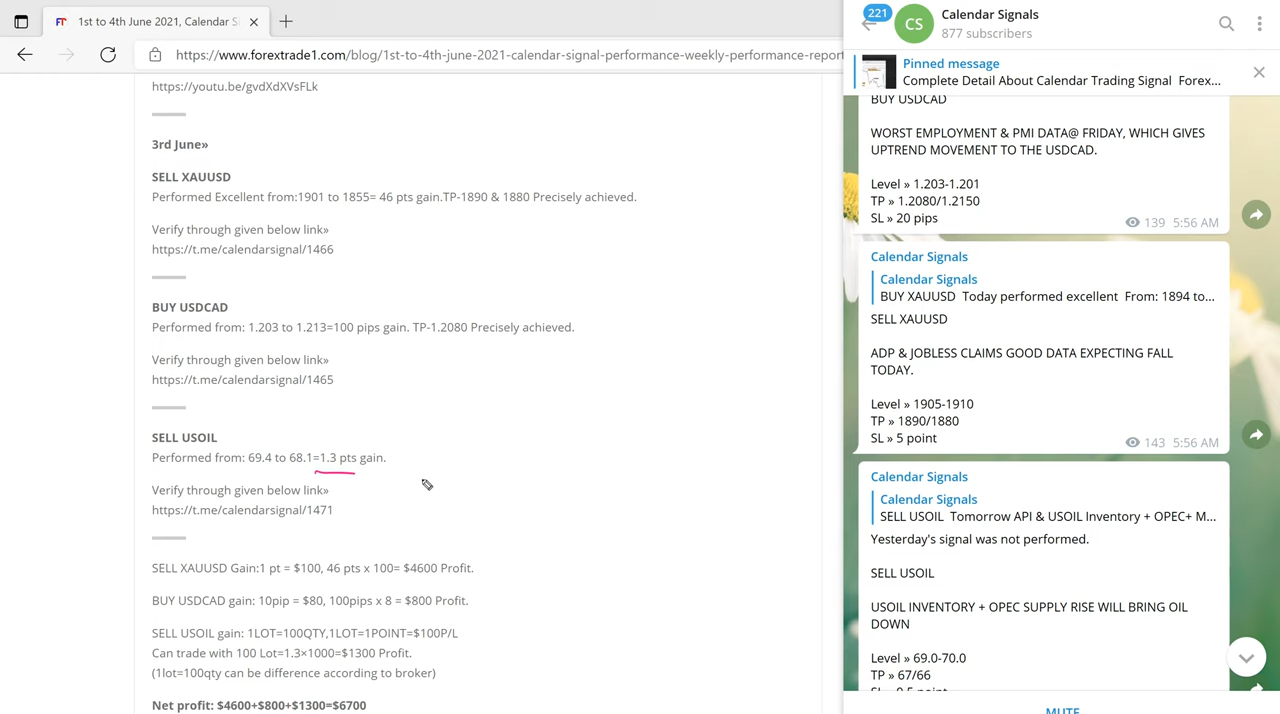 1st to 4th June 2021, Calendar S
https://www.forextrade1.com/blog/1st-to-4th-june-2021-calendar-signal-performance-weekly-performance-repor
https://youtu.be/gvdXdXVsFLk
3rd June»
SELL XAUUSD
Performed Excellent from:1901 to 1855= 46 pts gain.TP-1890 & 1880 Precisely achieved.
Verify through given below link»
https://t.me/calendarsignal/1466
BUY USDCAD
Performed from: 1.203 to 1.213=100 pips gain. TP-1.2080 Precisely achieved.
Verify through given below link»
https://t.me/calendarsignal/1465
SELL USOIL
Performed from: 69.4 to 68.1=1.3 pts gain.
Verify through given below link»
https://t.me/calendarsignal/1471
SELL XAUUSD Gain:1 pt = $100, 46 pts x 100= $4600 Profit.
BUY USDCAD gain: 10pip = $80, 100pips x 8 = $800 Profit.
SELL USOIL gain: 1LOT=100QTY,1LOT=1POINT=$100P/L
Can trade with 100 Lot=1.3×1000=$1300 Profit.
(1lot=100qty can be difference according to broker)
Net profit: $4600+$800+$1300=$6700
221
CS
Calendar Signals
877 subscribers
Pinned message
Complete Detail About Calendar Trading Signal Forex...
BUY USDCAD
WORST EMPLOYMENT & PMI DATA@ FRIDAY, WHICH GIVES
UPTREND MOVEMENT TO THE USDCAD.
Level » 1.203-1.201
TP » 1.2080/1.2150
SL » 20 pips
139 5:56 AM
Calendar Signals
Calendar Signals
BUY XAUUSD Today performed excellent From: 1894 to...
SELL XAUUSD
ADP & JOBLESS CLAIMS GOOD DATA EXPECTING FALL
TODAY.
Level » 1905-1910
TP » 1890/1880
SL » 5 point
143 5:56 AM
Calendar Signals
Calendar Signals
SELL USOIL Tomorrow API & USOIL Inventory + OPEC+ M...
Yesterday's signal was not performed.
SELL USOIL
USOIL INVENTORY + OPEC SUPPLY RISE WILL BRING OIL
DOWN
Level » 69.0-70.0
TP » 67/66
MUTE